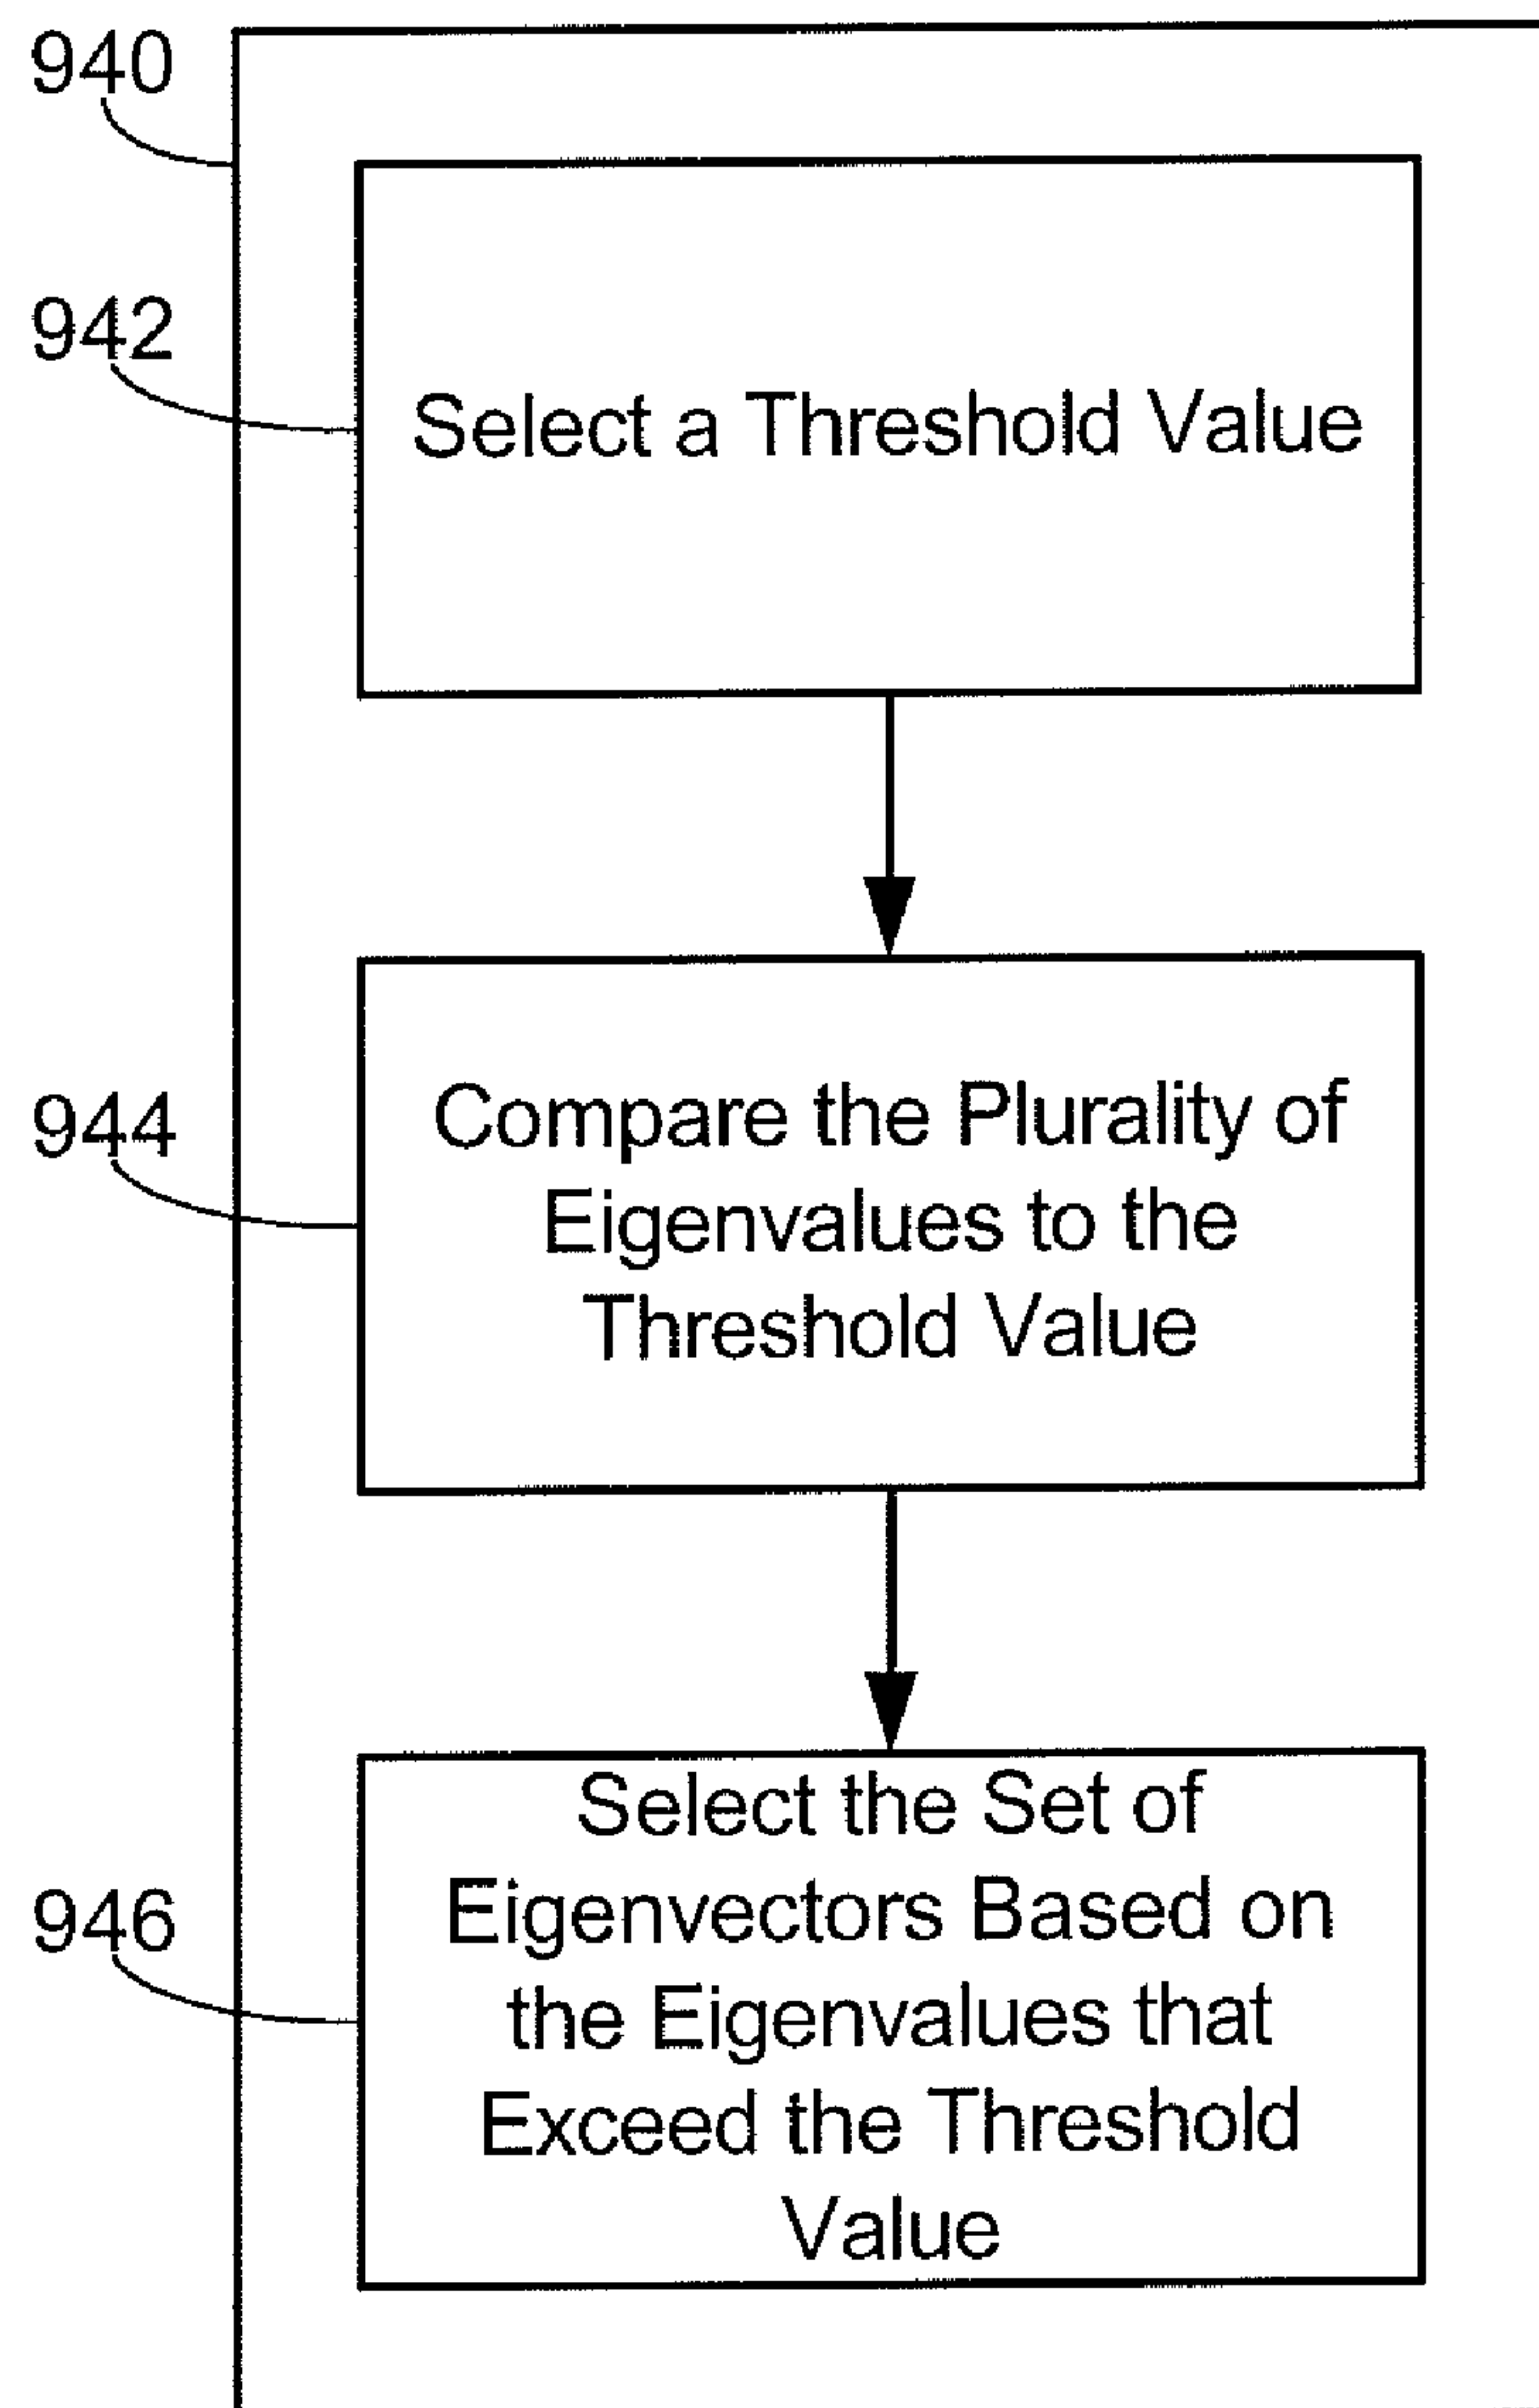 940
942
Select a Threshold Value
944
Compare the Plurality of
Eigenvalues to the
Threshold Value
946
Select the Set of
Eigenvectors Based on
the Eigenvalues that
Exceed the Threshold
Value